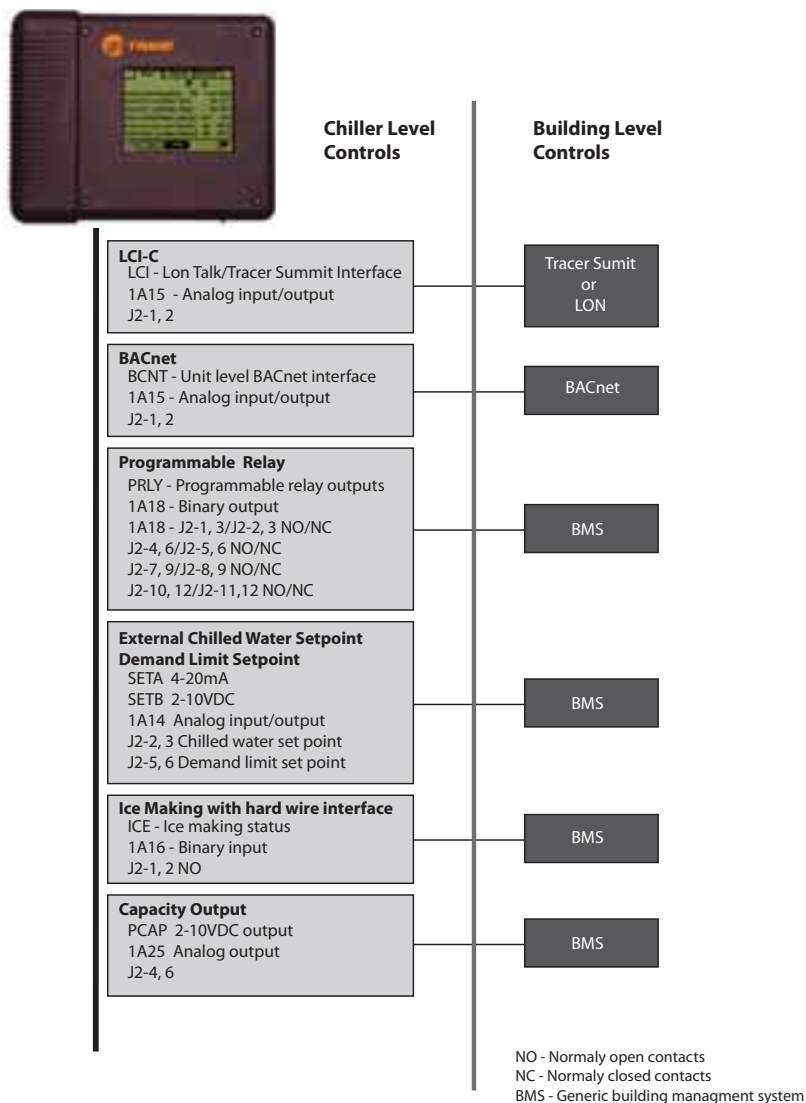 TRANE
Chiller Level
Controls
Building Level
Controls
LCI-C
LCI - Lon Talk/Tracer Summit Interface
1A15 - Analog input/output
J2-1, 2
Tracer Sumit
or
LON
BACnet
BCNT - Unit level BACnet interface
1A15 - Analog input/output
J2-1, 2
BACnet
Programmable Relay
PRLY - Programmable relay outputs
1A18 - Binary output
1A18 - J2-1, 3/J2-2, 3 NO/NC
J2-4, 6/J2-5, 6 NO/NC
J2-7, 9/J2-8, 9 NO/NC
J2-10, 12/J2-11,12 NO/NC
BMS
External Chilled Water Setpoint
Demand Limit Setpoint
SETA 4-20mA
SETB 2-10VDC
1A14 Analog input/output
J2-2, 3 Chilled water set point
J2-5, 6 Demand limit set point
BMS
Ice Making with hard wire interface
ICE - Ice making status
1A16 - Binary input
J2-1, 2 NO
BMS
Capacity Output
PCAP 2-10VDC output
1A25 Analog output
J2-4, 6
BMS
NO - Normaly open contacts
NC - Normaly closed contacts
BMS - Generic building managment system